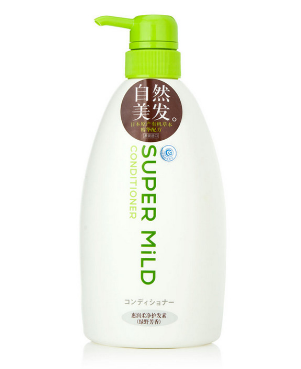 自然
美发。
SUPER MiLD
CONDITIONER
コンディショナー
惠润柔净护发素
(绿野芳香)